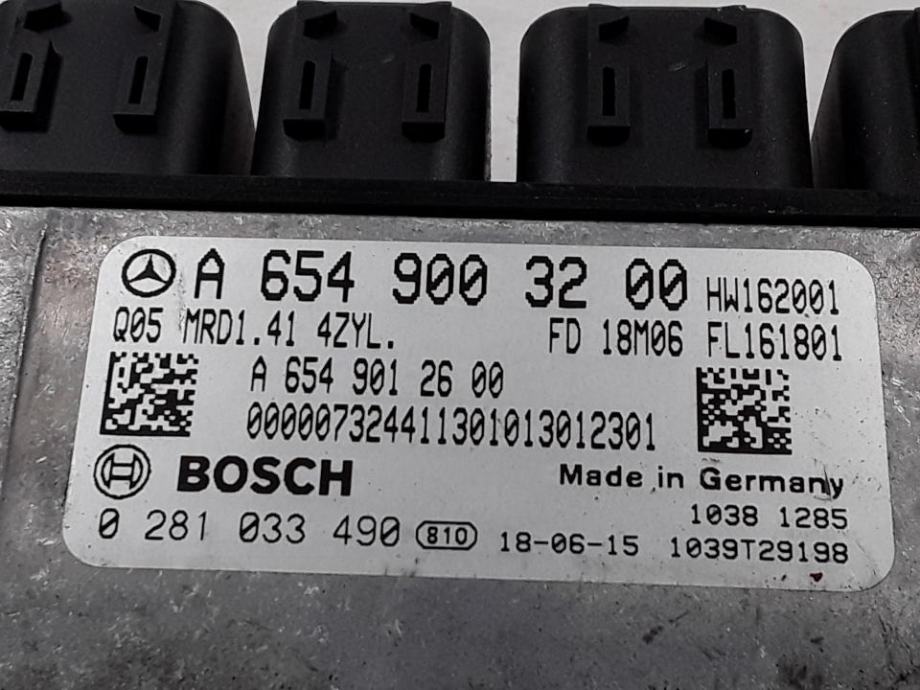 A 654 900 32 00 HW162001
Q05 MRD1.41 4ZYL. FD 18M06 FL161801
A 654 901 26 00
000007324411301013012301
BOSCH Made in Germany
1038 1285
0 281 033 490 810 18-06-15 1039T29198